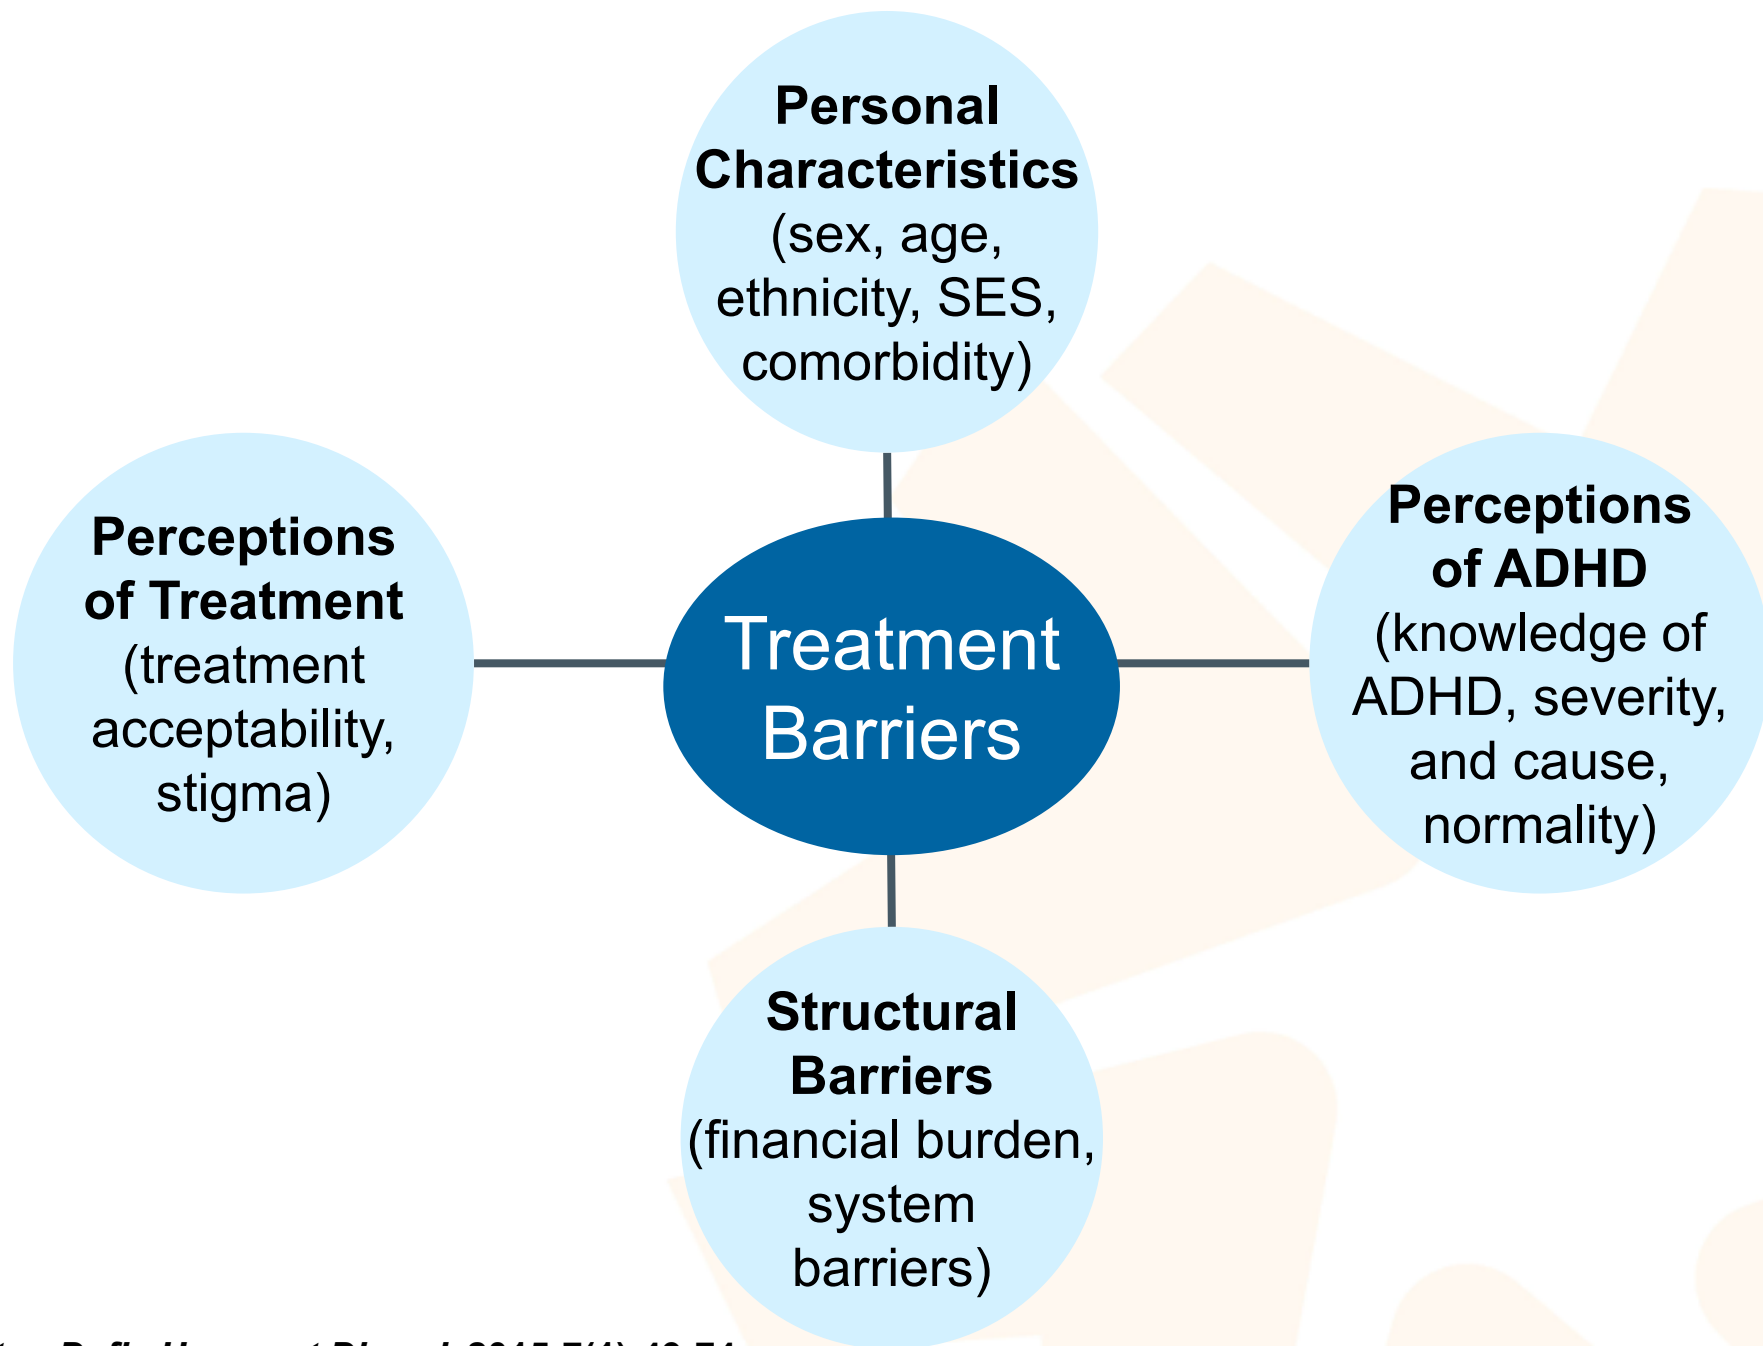 Personal
Characteristics
(sex, age,
ethnicity, SES,
comorbidity)
Perceptions
of Treatment
(treatment
acceptability,
stigma)
Treatment
Barriers
Perceptions
of ADHD
(knowledge of
ADHD, severity,
and cause,
normality)
Structural
Barriers
(financial burden,
system
barriers)